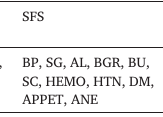 SFS
, BP, SG, AL, BGR, BU,
SC, HEMO, HTN, DM,
APPET, ANE